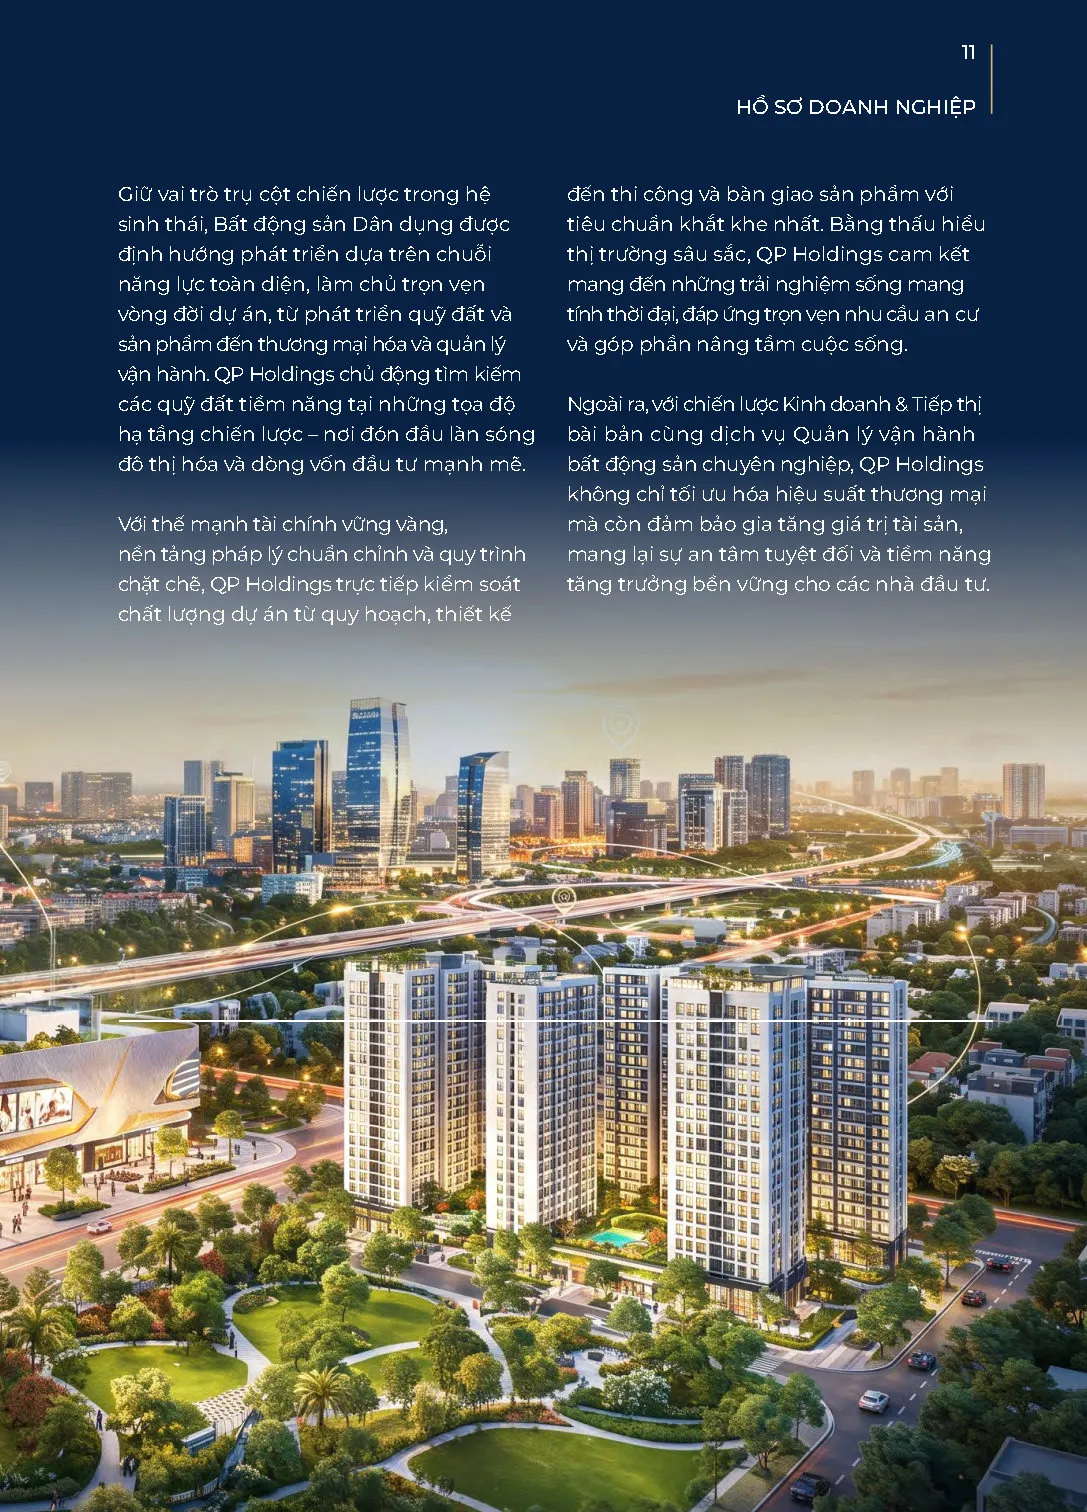 11
HỒ SƠ DOANH NGHIỆP
Giữ vai trò trụ cột chiến lược trong hệ
sinh thái, Bất động sản Dân dụng được
định hướng phát triển dựa trên chuỗi
năng lực toàn diện, làm chủ trọn vẹn
vòng đời dự án, từ phát triển quỹ đất và
sản phẩm đến thương mại hóa và quản lý
vận hành. QP Holdings chủ động tìm kiếm
các quỹ đất tiềm năng tại những tọa độ
hạ tầng chiến lược – nơi đón đầu làn sóng
đô thị hóa và dòng vốn đầu tư mạnh mẽ.
Với thế mạnh tài chính vững vàng,
nền tảng pháp lý chuẩn chỉnh và quy trình
chặt chẽ, QP Holdings trực tiếp kiểm soát
chất lượng dự án từ quy hoạch, thiết kế
đến thi công và bàn giao sản phẩm với
tiêu chuẩn khắt khe nhất. Bằng thấu hiểu
thị trường sâu sắc, QP Holdings cam kết
mang đến những trải nghiệm sống mang
tính thời đại, đáp ứng trọn vẹn nhu cầu an cư
và góp phần nâng tầm cuộc sống.
Ngoài ra, với chiến lược Kinh doanh & Tiếp thị
bài bản cùng dịch vụ Quản lý vận hành
bất động sản chuyên nghiệp, QP Holdings
không chỉ tối ưu hóa hiệu suất thương mại
mà còn đảm bảo gia tăng giá trị tài sản,
mang lại sự an tâm tuyệt đối và tiềm năng
tăng trưởng bền vững cho các nhà đầu tư.